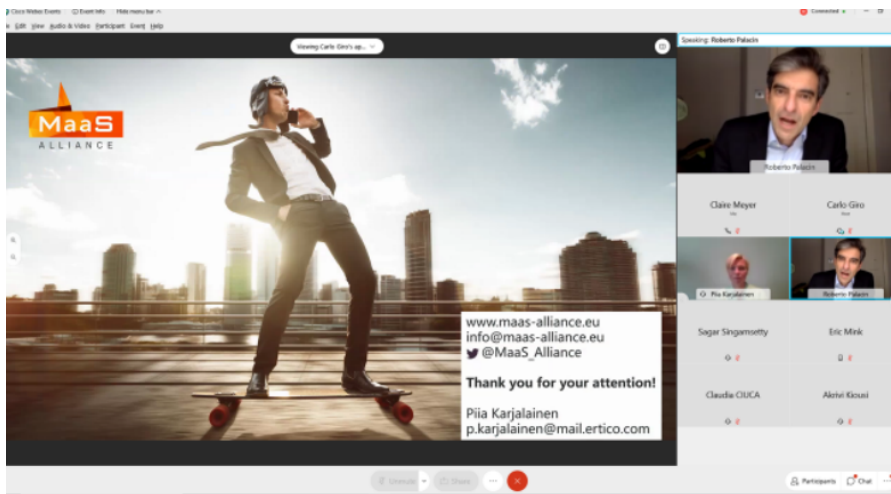 Cisco Webex Events
Event Info
Hide menu bar
Connected
Edit View Audio & Video Participant Event Help
Viewing Carlo Giro's ap...
Speaking: Roberto Palacin
MaaS
ALLIANCE
Roberto Palacin
Claire Meyer
Carlo Giro
Piia Karjalainen
Roberto Palacin
Sagar Singamsetty
Eric Mink
Claudia CIUCA
Akrivi Kiousi
www.maas-alliance.eu
info@maas-alliance.eu
@MaaS_Alliance
Thank you for your attention!
Piia Karjalainen
p.karjalainen@mail.ertico.com
Unmute
Share
Participants
Chat